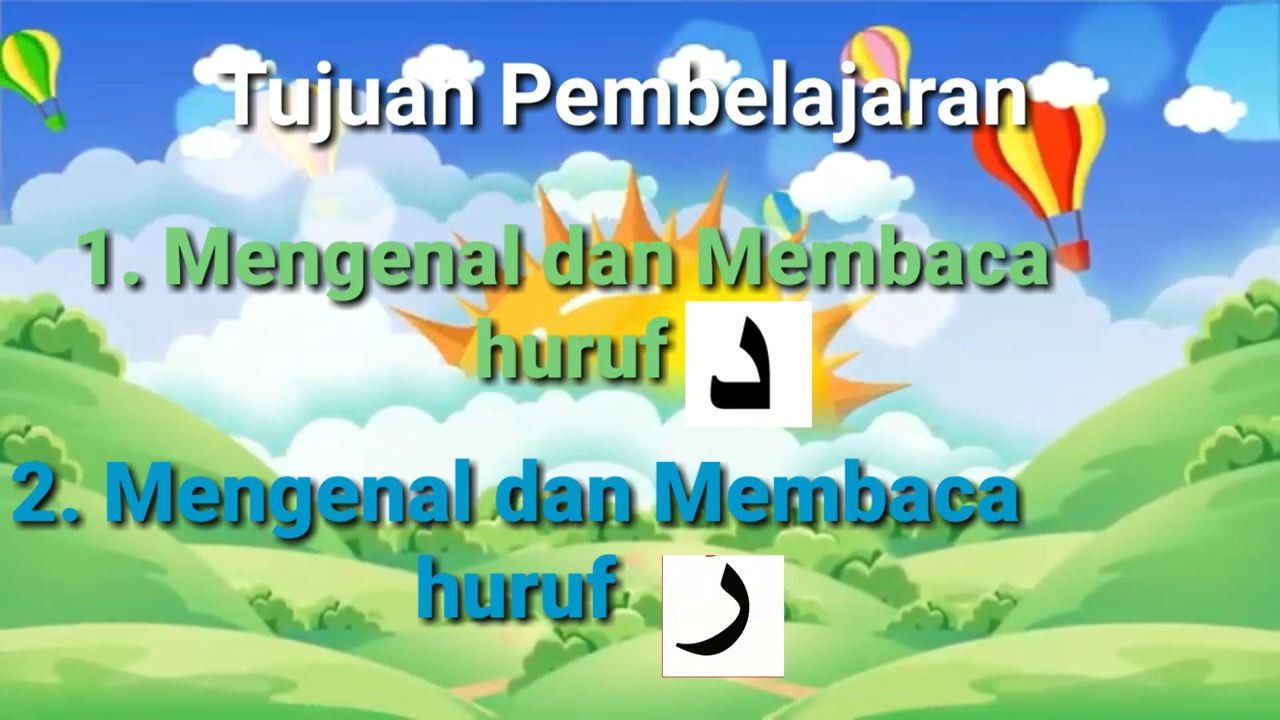 Tujuan Pembelajaran
1. Mengenal dan Membaca
huruf د
2. Mengenal dan Membaca
huruf ر